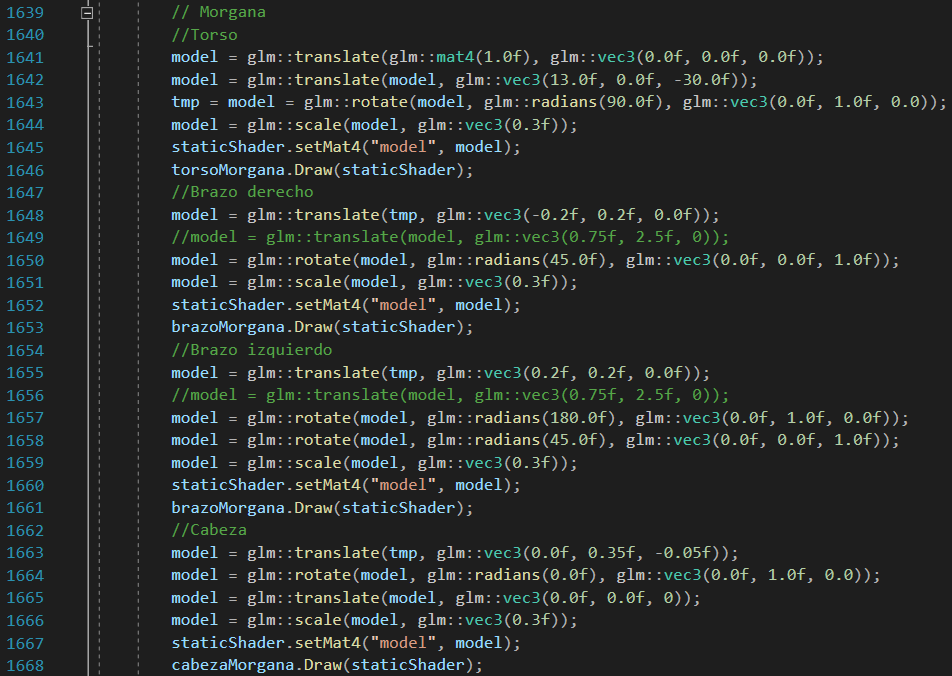 1639 // Morgana
1640 //Torso
1641 model = glm::translate(glm::mat4(1.0f), glm::vec3(0.0f, 0.0f, 0.0f));
1642 model = glm::translate(model, glm::vec3(13.0f, 0.0f, -30.0f));
1643 tmp = model = glm::rotate(model, glm::radians(90.0f), glm::vec3(0.0f, 1.0f, 0.0));
1644 model = glm::scale(model, glm::vec3(0.3f));
1645 staticShader.setMat4("model", model);
1646 torsoMorgana.Draw(staticShader);
1647 //Brazo derecho
1648 model = glm::translate(tmp, glm::vec3(-0.2f, 0.2f, 0.0f));
1649 //model = glm::translate(model, glm::vec3(0.75f, 2.5f, 0));
1650 model = glm::rotate(model, glm::radians(45.0f), glm::vec3(0.0f, 0.0f, 1.0f));
1651 model = glm::scale(model, glm::vec3(0.3f));
1652 staticShader.setMat4("model", model);
1653 brazoMorgana.Draw(staticShader);
1654 //Brazo izquierdo
1655 model = glm::translate(tmp, glm::vec3(0.2f, 0.2f, 0.0f));
1656 //model = glm::translate(model, glm::vec3(0.75f, 2.5f, 0));
1657 model = glm::rotate(model, glm::radians(180.0f), glm::vec3(0.0f, 1.0f, 0.0f));
1658 model = glm::rotate(model, glm::radians(45.0f), glm::vec3(0.0f, 0.0f, 1.0f));
1659 model = glm::scale(model, glm::vec3(0.3f));
1660 staticShader.setMat4("model", model);
1661 brazoMorgana.Draw(staticShader);
1662 //Cabeza
1663 model = glm::translate(tmp, glm::vec3(0.0f, 0.35f, -0.05f));
1664 model = glm::rotate(model, glm::radians(0.0f), glm::vec3(0.0f, 1.0f, 0.0));
1665 model = glm::translate(model, glm::vec3(0.0f, 0.0f, 0));
1666 model = glm::scale(model, glm::vec3(0.3f));
1667 staticShader.setMat4("model", model);
1668 cabezaMorgana.Draw(staticShader);